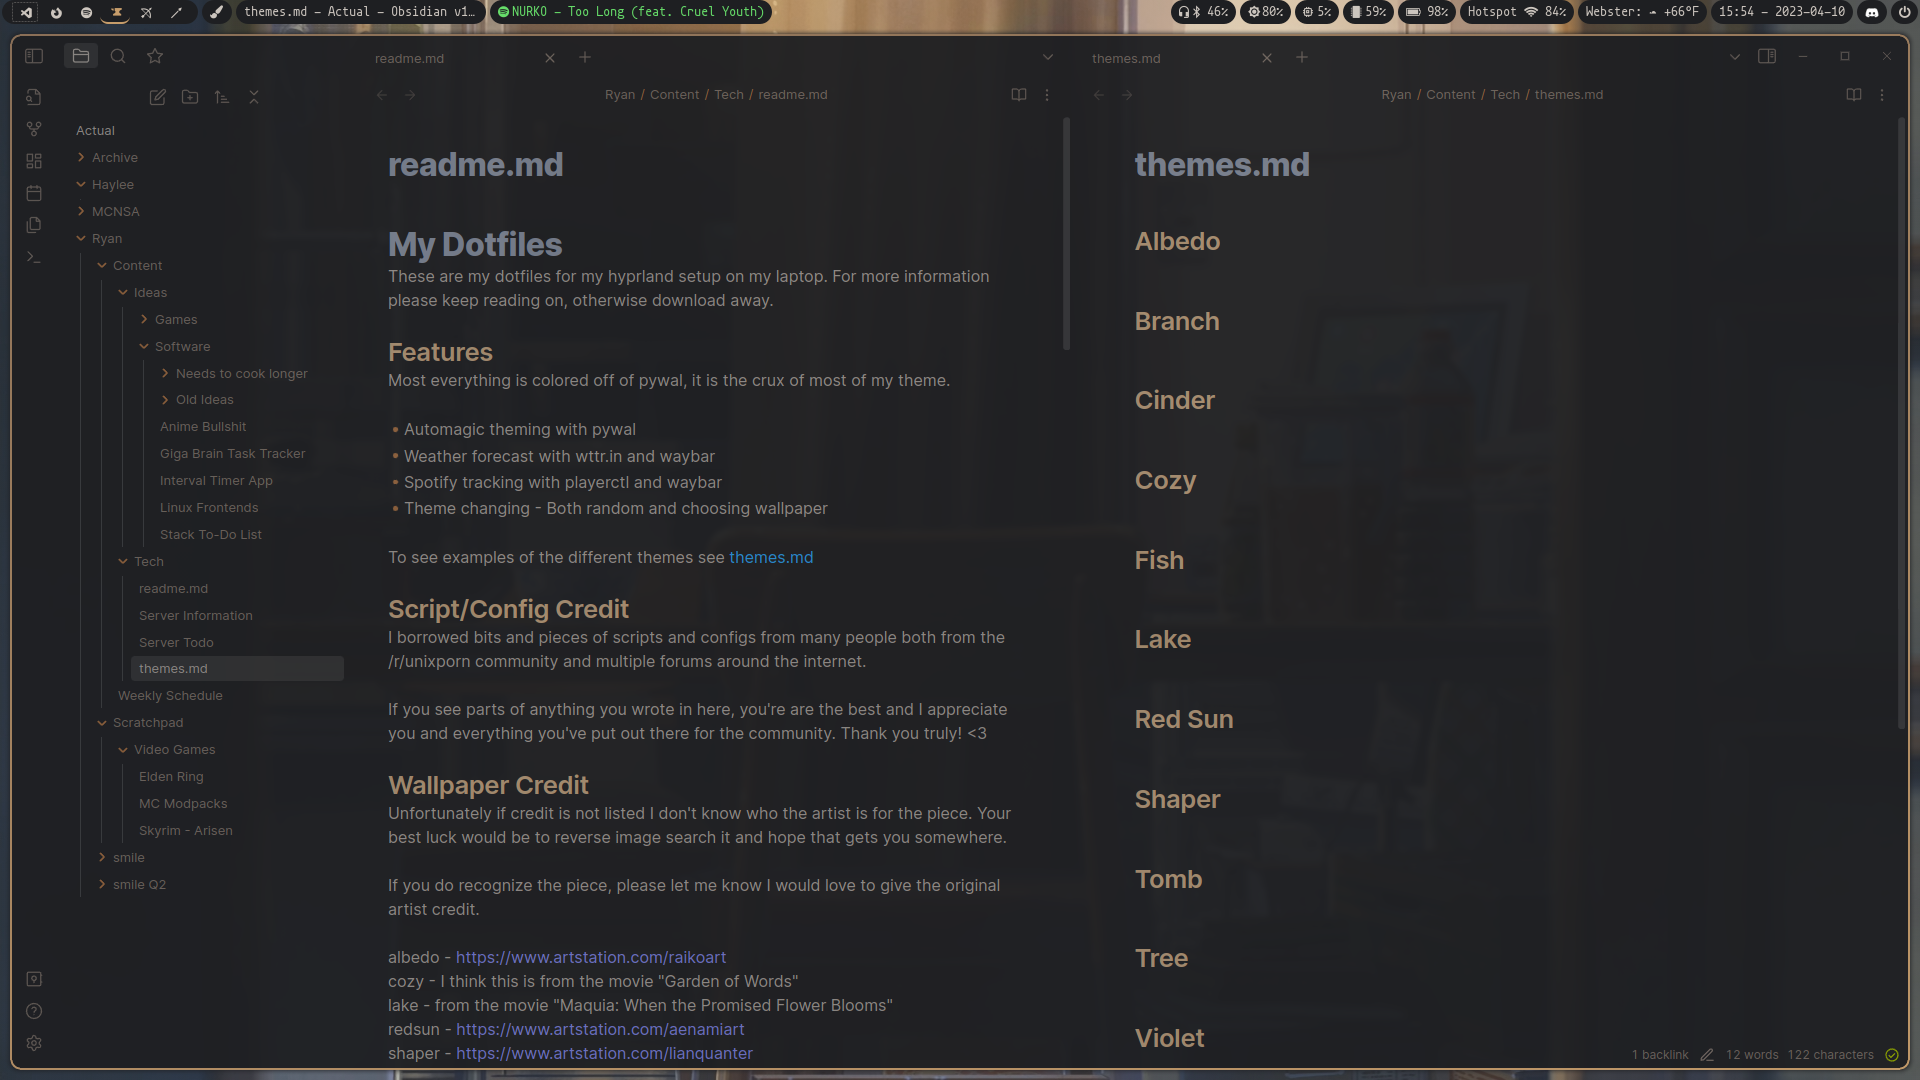 themes.md – Actual – Obsidian v1…
NURKO – Too Long (feat. Cruel Youth)
46%
80%
5%
59%
98%
Hotspot 84%
Webster: +66°F
15:54 – 2023-04-10
readme.md
themes.md
Ryan / Content / Tech / readme.md
Ryan / Content / Tech / themes.md
Actual
Archive
Haylee
MCNSA
Ryan
Content
Ideas
Games
Software
Needs to cook longer
Old Ideas
Anime Bullshit
Giga Brain Task Tracker
Interval Timer App
Linux Frontends
Stack To-Do List
Tech
readme.md
Server Information
Server Todo
themes.md
Weekly Schedule
Scratchpad
Video Games
Elden Ring
MC Modpacks
Skyrim - Arisen
smile
smile Q2
readme.md
My Dotfiles
These are my dotfiles for my hyprland setup on my laptop. For more information
please keep reading on, otherwise download away.
Features
Most everything is colored off of pywal, it is the crux of most of my theme.
• Automagic theming with pywal
• Weather forecast with wttr.in and waybar
• Spotify tracking with playerctl and waybar
• Theme changing - Both random and choosing wallpaper
To see examples of the different themes see themes.md
Script/Config Credit
I borrowed bits and pieces of scripts and configs from many people both from the
/r/unixporn community and multiple forums around the internet.
If you see parts of anything you wrote in here, you're are the best and I appreciate
you and everything you've put out there for the community. Thank you truly! <3
Wallpaper Credit
Unfortunately if credit is not listed I don't know who the artist is for the piece. Your
best luck would be to reverse image search it and hope that gets you somewhere.
If you do recognize the piece, please let me know I would love to give the original
artist credit.
albedo - https://www.artstation.com/raikoart
cozy - I think this is from the movie "Garden of Words"
lake - from the movie "Maquia: When the Promised Flower Blooms"
redsun - https://www.artstation.com/aenamiart
shaper - https://www.artstation.com/lianquanter
themes.md
Albedo
Branch
Cinder
Cozy
Fish
Lake
Red Sun
Shaper
Tomb
Tree
Violet
1 backlink
12 words
122 characters